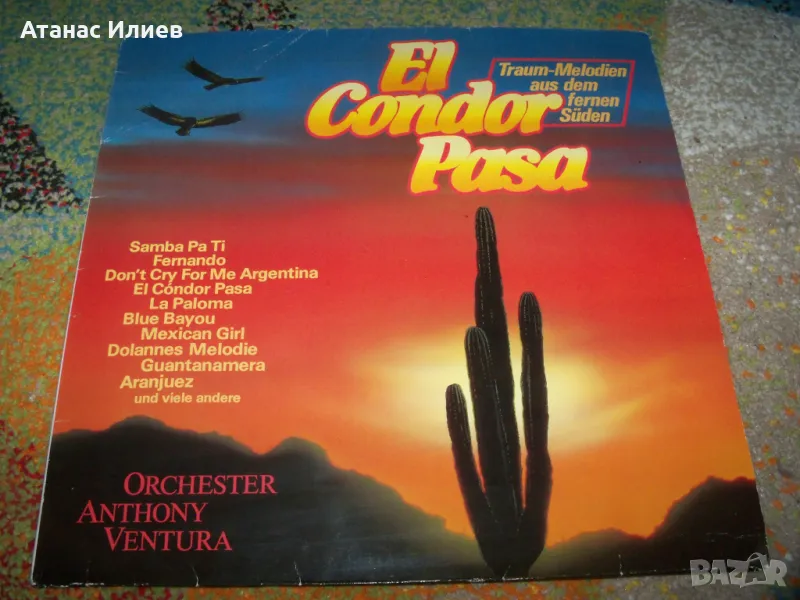 Атанас Илиев
El
Condor
Pasa
Traum-Melodien
aus dem
fernen
Süden
Samba Pa Ti
Fernando
Don't Cry For Me Argentina
El Cóndor Pasa
La Paloma
Blue Bayou
Mexican Girl
Dolannes Melodie
Guantanamera
Aranjuez
und viele andere
ORCHESTER
ANTHONY
VENTURA
BAZAR